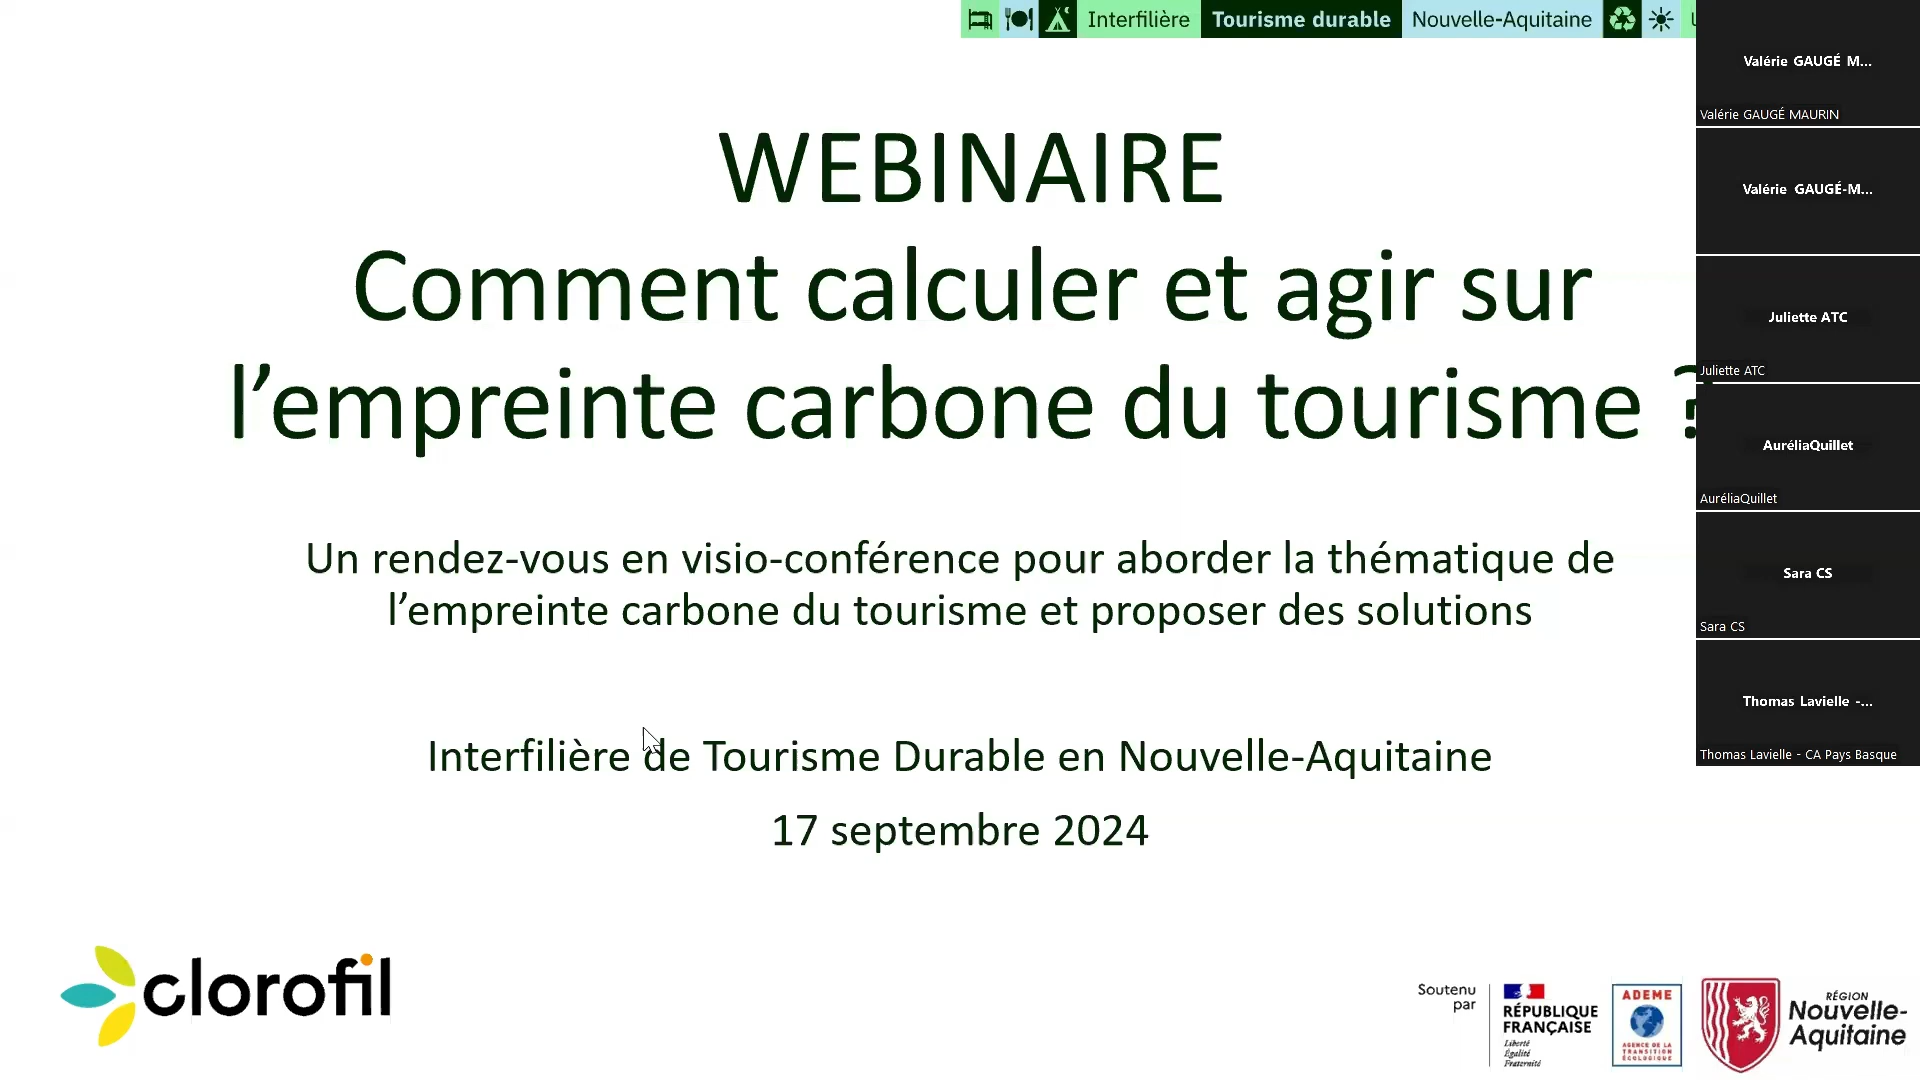 Interfilière Tourisme durable Nouvelle-Aquitaine
WEBINAIRE
Comment calculer et agir sur
l’empreinte carbone du tourisme ?
Un rendez-vous en visio-conférence pour aborder la thématique de
l’empreinte carbone du tourisme et proposer des solutions
Interfilière de Tourisme Durable en Nouvelle-Aquitaine
17 septembre 2024
clorofil
Soutenu
par
RÉPUBLIQUE
FRANÇAISE
Liberté
Égalité
Fraternité
ADEME
AGENCE DE LA
TRANSITION
ÉCOLOGIQUE
RÉGION
Nouvelle-
Aquitaine
Valérie GAUGÉ M...
Valérie GAUGÉ MAURIN
Valérie GAUGÉ-M...
Juliette ATC
Juliette ATC
AuréliaQuillet
AuréliaQuillet
Sara CS
Sara CS
Thomas Lavielle -...
Thomas Lavielle - CA Pays Basque